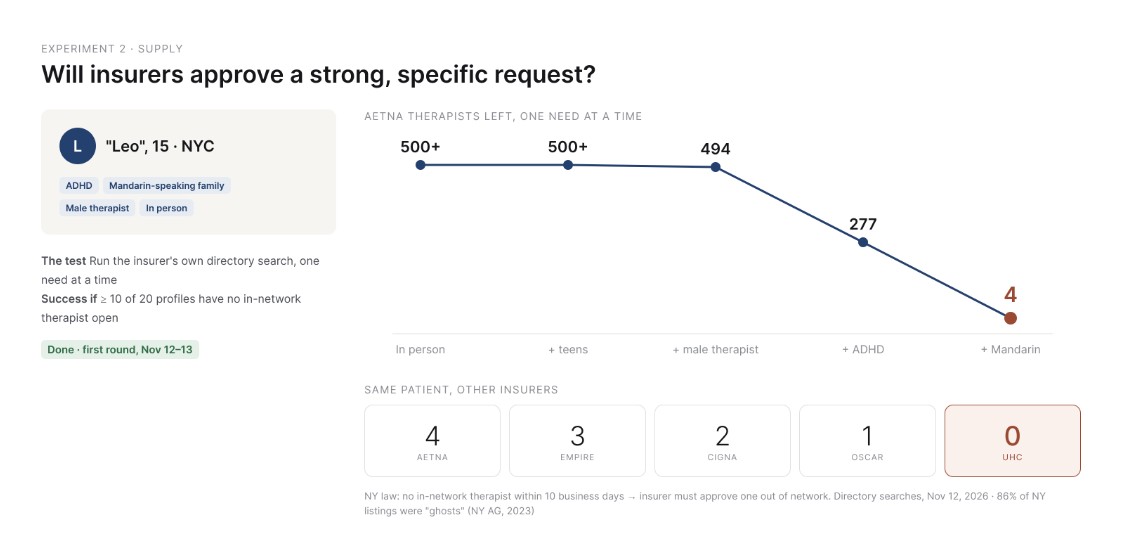 EXPERIMENT 2 · SUPPLY
Will insurers approve a strong, specific request?
L
"Leo", 15 · NYC
ADHD
Mandarin-speaking family
Male therapist
In person
The test Run the insurer's own directory search, one
need at a time
Success if ≥ 10 of 20 profiles have no in-network
therapist open
Done · first round, Nov 12–13
AETNA THERAPISTS LEFT, ONE NEED AT A TIME
500+
500+
494
277
4
In person
+ teens
+ male therapist
+ ADHD
+ Mandarin
SAME PATIENT, OTHER INSURERS
4
AETNA
3
EMPIRE
2
CIGNA
1
OSCAR
0
UHC
NY law: no in-network therapist within 10 business days → insurer must approve one out of network. Directory searches, Nov 12, 2026 · 86% of NY
listings were "ghosts" (NY AG, 2023)